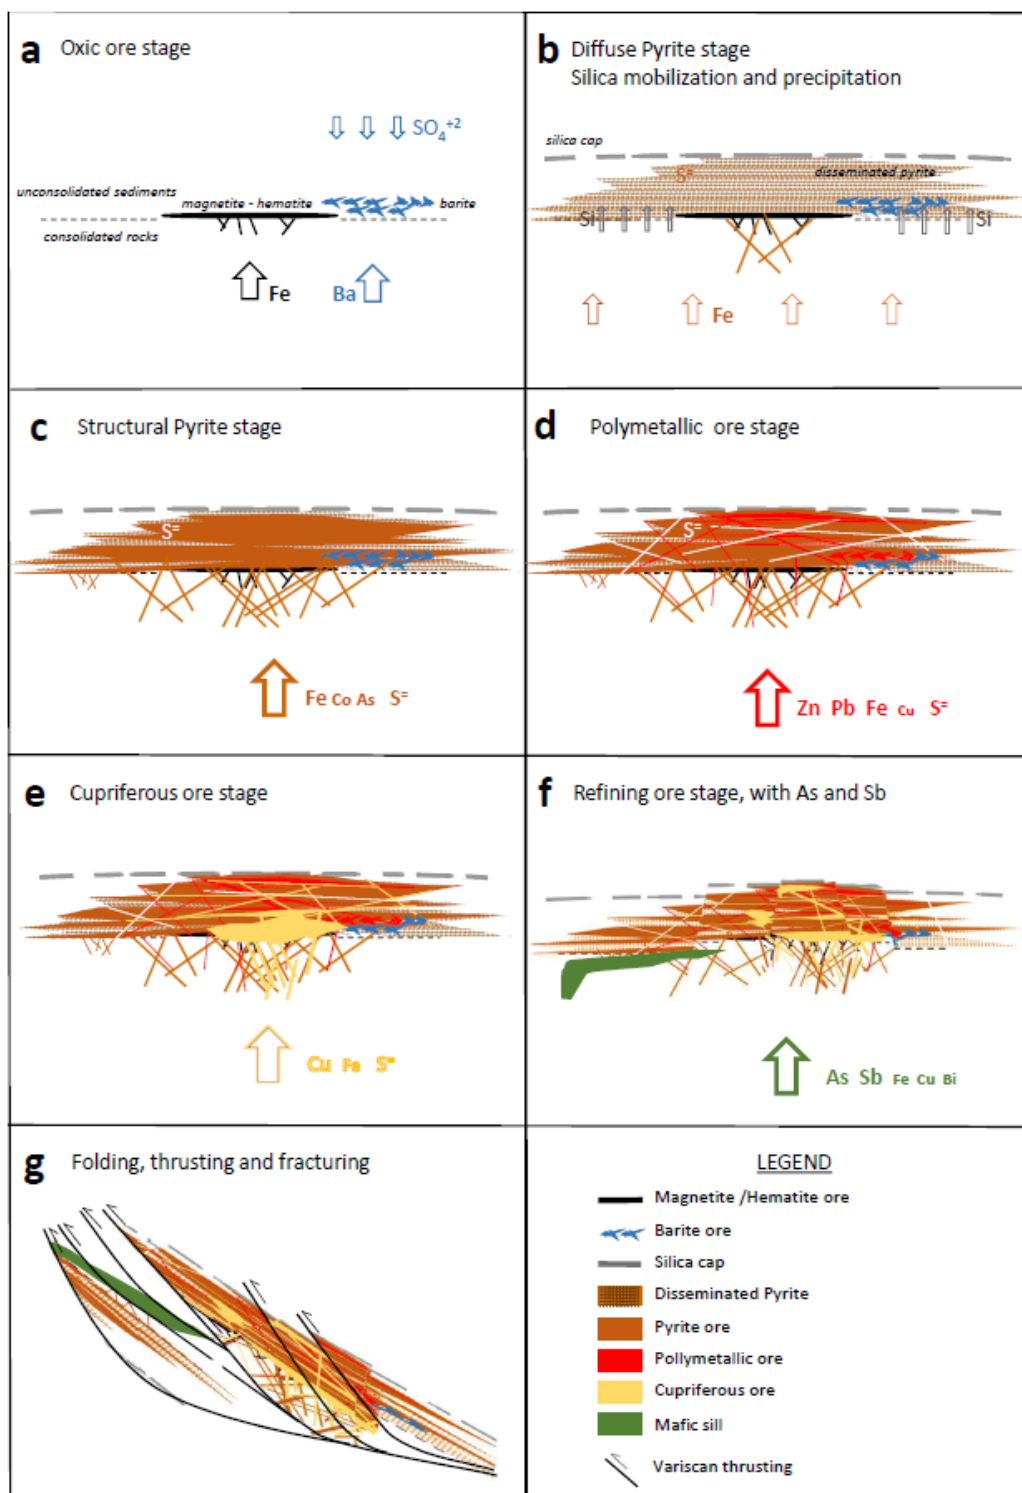 a Oxic ore stage
SO₄⁺²
unconsolidated sediments
magnetite - hematite
barite
consolidated rocks
Fe
Ba
b Diffuse Pyrite stage
Silica mobilization and precipitation
silica cap
S⁼
disseminated pyrite
Si
Si
Fe
c Structural Pyrite stage
S⁼
Fe Co As S⁼
d Polymetallic ore stage
S⁼
Zn Pb Fe Cu S⁼
e Cupriferous ore stage
Cu Fe S⁼
f Refining ore stage, with As and Sb
As Sb Fe Cu Bi
g Folding, thrusting and fracturing
LEGEND
Magnetite /Hematite ore
Barite ore
Silica cap
Disseminated Pyrite
Pyrite ore
Pollymetallic ore
Cupriferous ore
Mafic sill
Variscan thrusting